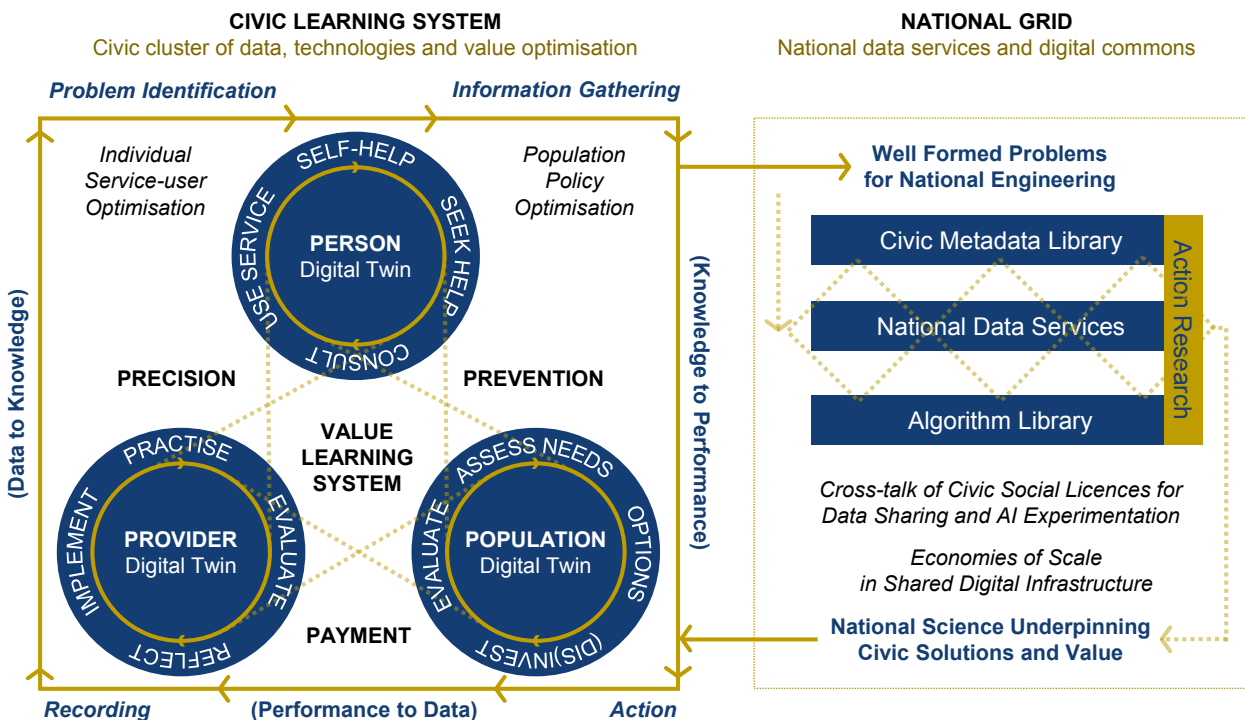 CIVIC LEARNING SYSTEM
Civic cluster of data, technologies and value optimisation
Problem Identification
Information Gathering
Individual
Service-user
Optimisation
Population
Policy
Optimisation
SELF-HELP
SEEK HELP
CONSULT
USE SERVICE
PERSON
Digital Twin
(Data to Knowledge)
(Knowledge to Performance)
PRECISION
PREVENTION
VALUE
LEARNING
SYSTEM
PRACTISE
EVALUATE
REFLECT
IMPLEMENT
PROVIDER
Digital Twin
ASSESS NEEDS
OPTIONS
(DIS)INVEST
EVALUATE
POPULATION
Digital Twin
PAYMENT
Recording
(Performance to Data)
Action
NATIONAL GRID
National data services and digital commons
Well Formed Problems
for National Engineering
Civic Metadata Library
National Data Services
Algorithm Library
Action Research
Cross-talk of Civic Social Licences for
Data Sharing and AI Experimentation
Economies of Scale
in Shared Digital Infrastructure
National Science Underpinning
Civic Solutions and Value